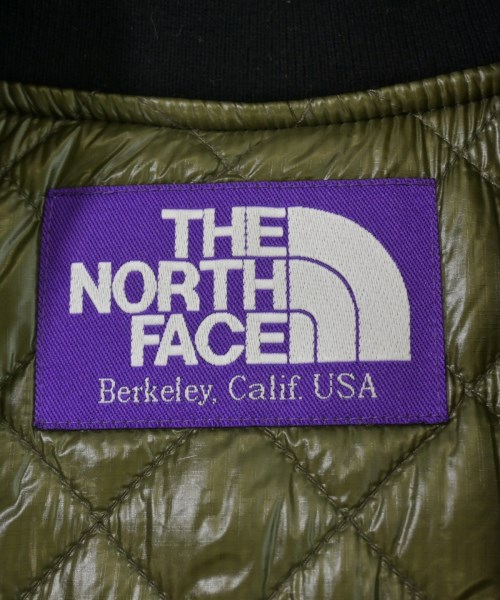 THE
NORTH
FACE
Berkeley, Calif. USA